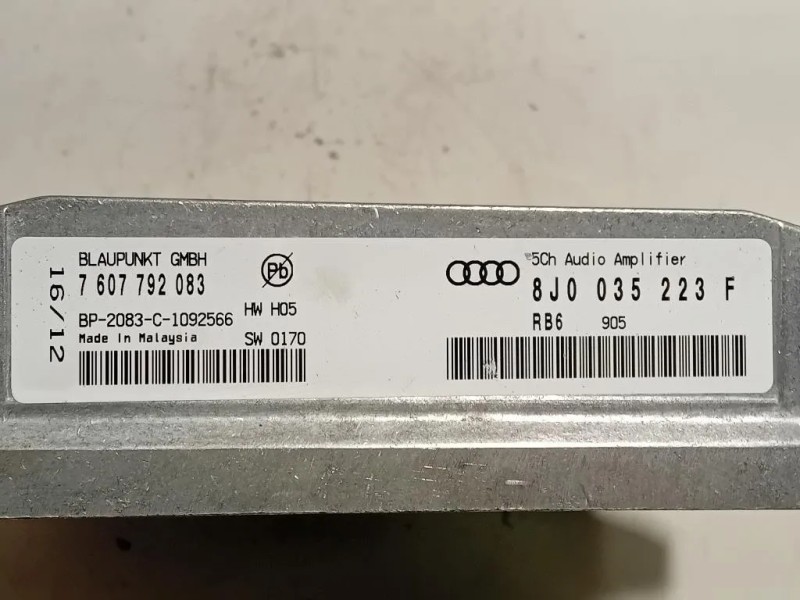 16/12
BLAUPUNKT GMBH
7 607 792 083
Pb
HW H05
BP-2083-C-1092566
Made In Malaysia
SW 0170
5Ch Audio Amplifier
8J0 035 223 F
RB6 905